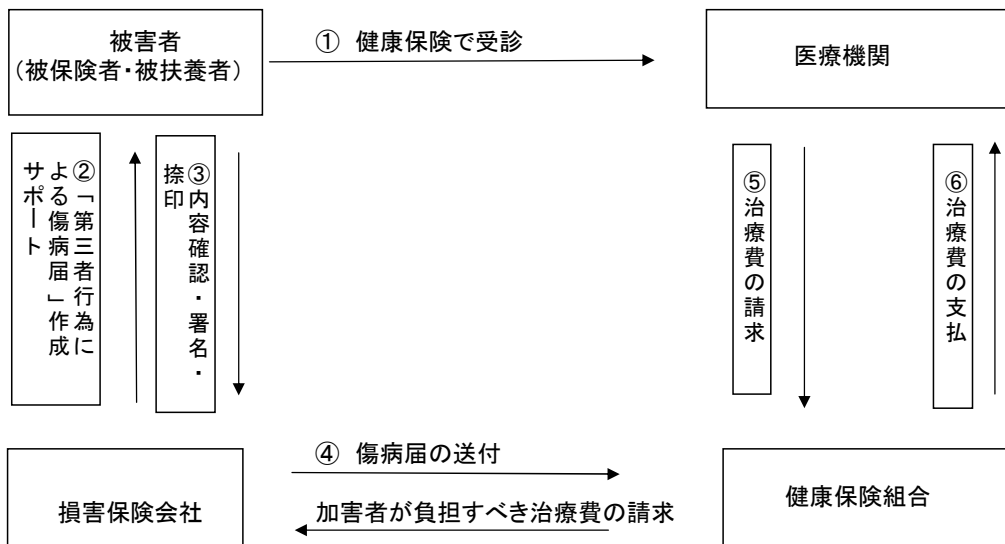 被害者
（被保険者・被扶養者）
① 健康保険で受診
医療機関
②「第三者行為に
よる傷病届」作成
サポート
③内容確認・署名・
捺印
⑤治療費の請求
⑥治療費の支払
④ 傷病届の送付
損害保険会社
加害者が負担すべき治療費の請求
健康保険組合